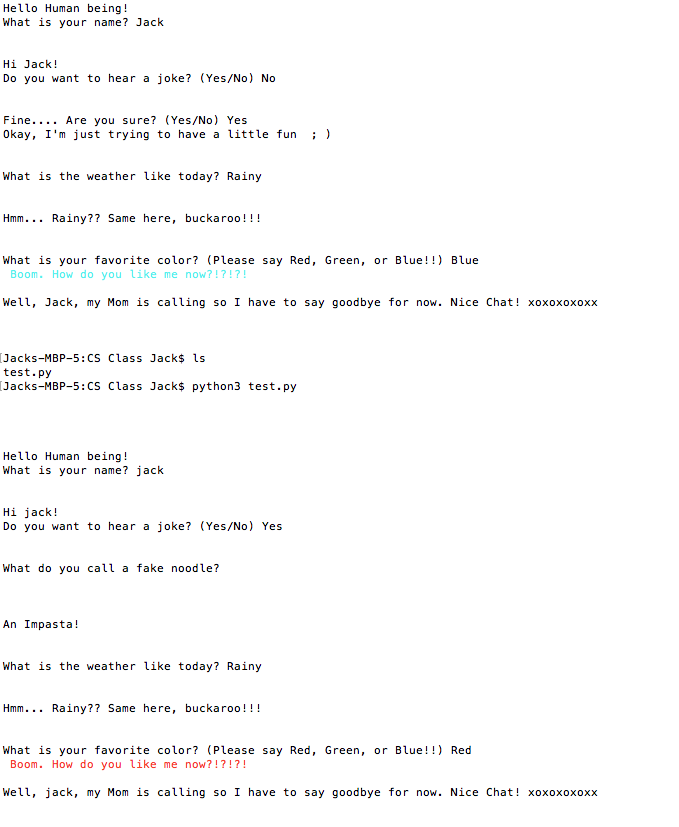 Hello Human being!
What is your name? Jack
Hi Jack!
Do you want to hear a joke? (Yes/No) No
Fine.... Are you sure? (Yes/No) Yes
Okay, I'm just trying to have a little fun  ; )
What is the weather like today? Rainy
Hmm... Rainy?? Same here, buckaroo!!!
What is your favorite color? (Please say Red, Green, or Blue!!) Blue
Boom. How do you like me now?!?!?!
Well, Jack, my Mom is calling so I have to say goodbye for now. Nice Chat! xoxoxoxoxx
[Jacks-MBP-5:CS Class Jack$ ls
test.py
[Jacks-MBP-5:CS Class Jack$ python3 test.py
Hello Human being!
What is your name? jack
Hi jack!
Do you want to hear a joke? (Yes/No) Yes
What do you call a fake noodle?
An Impasta!
What is the weather like today? Rainy
Hmm... Rainy?? Same here, buckaroo!!!
What is your favorite color? (Please say Red, Green, or Blue!!) Red
Boom. How do you like me now?!?!?!
Well, jack, my Mom is calling so I have to say goodbye for now. Nice Chat! xoxoxoxoxx